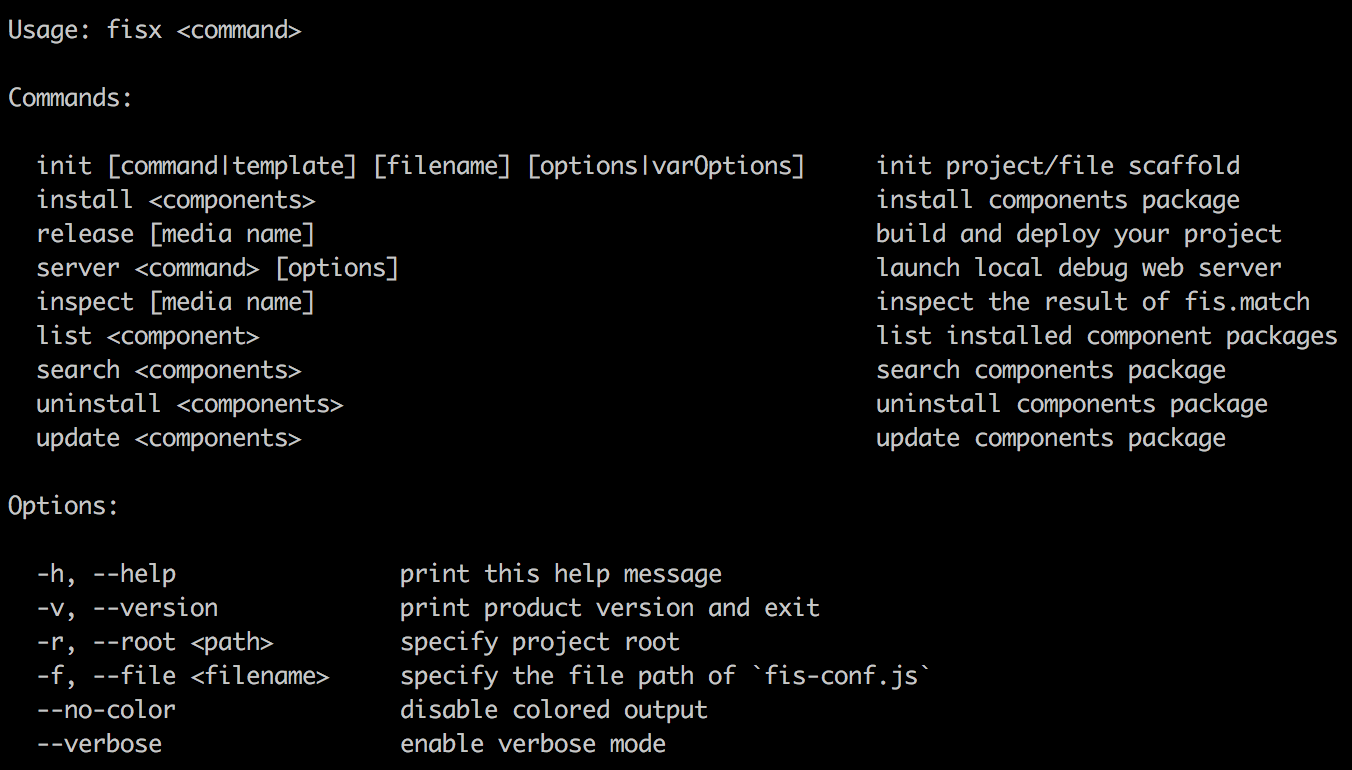 Usage: fisx <command>
Commands:
init [command|template] [filename] [options|varOptions] init project/file scaffold
install <components> install components package
release [media name] build and deploy your project
server <command> [options] launch local debug web server
inspect [media name] inspect the result of fis.match
list <component> list installed component packages
search <components> search components package
uninstall <components> uninstall components package
update <components> update components package
Options:
-h, --help print this help message
-v, --version print product version and exit
-r, --root <path> specify project root
-f, --file <filename> specify the file path of `fis-conf.js`
--no-color disable colored output
--verbose enable verbose mode